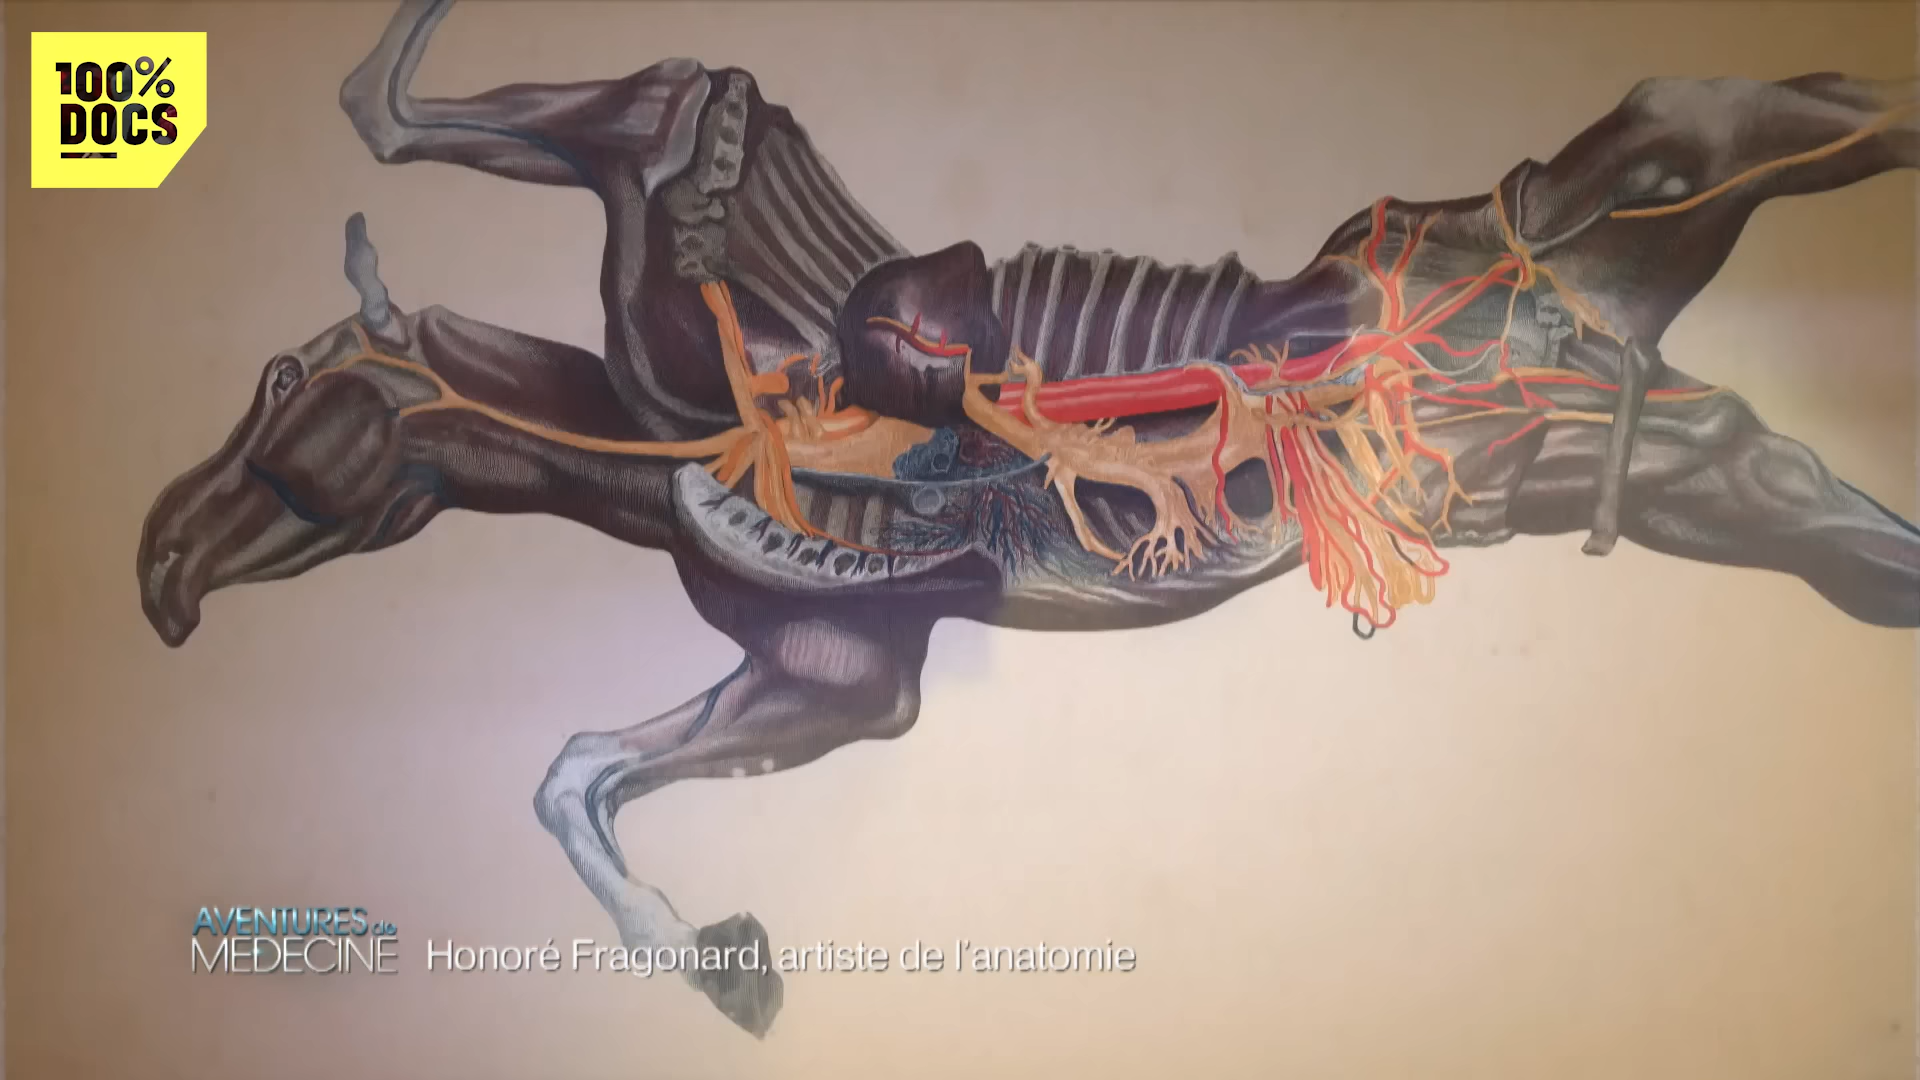 100%
DOCS
AVENTURES de
MEDECINE
Honoré Fragonard, artiste de l'anatomie